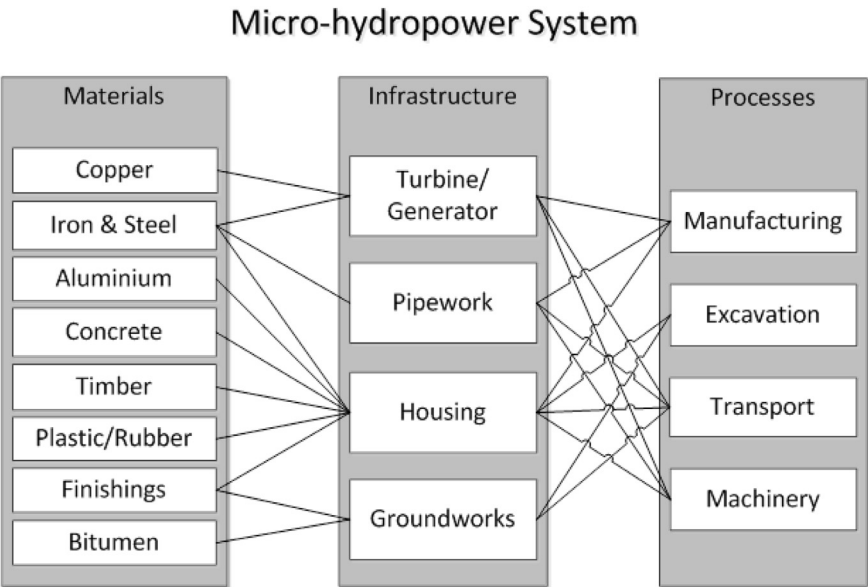 Micro-hydropower System
Materials
Copper
Iron & Steel
Aluminium
Concrete
Timber
Plastic/Rubber
Finishings
Bitumen
Infrastructure
Turbine/
Generator
Pipework
Housing
Groundworks
Processes
Manufacturing
Excavation
Transport
Machinery